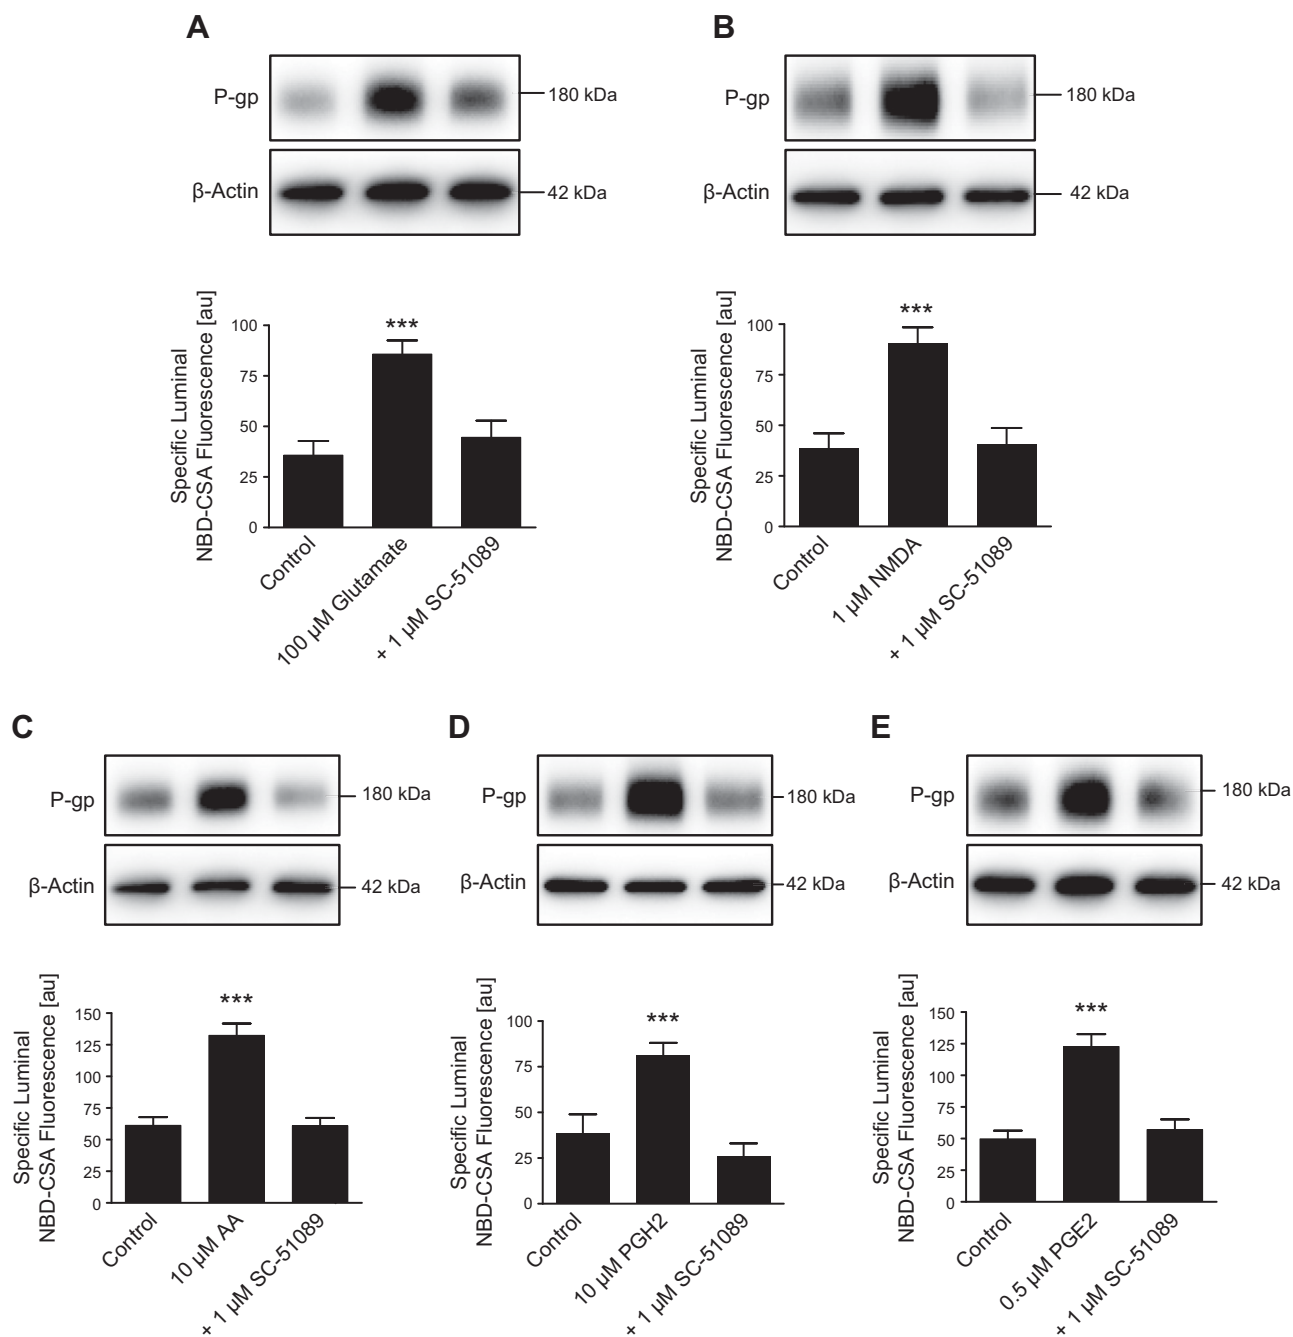 A
P-gp
180 kDa
β-Actin
42 kDa
Specific Luminal
NBD-CSA Fluorescence [au]
100
75
50
25
0
***
Control
100 µM Glutamate
+ 1 µM SC-51089
B
P-gp
180 kDa
β-Actin
42 kDa
Specific Luminal
NBD-CSA Fluorescence [au]
100
75
50
25
0
***
Control
1 µM NMDA
+ 1 µM SC-51089
C
P-gp
180 kDa
β-Actin
42 kDa
Specific Luminal
NBD-CSA Fluorescence [au]
150
125
100
75
50
25
0
***
Control
10 µM AA
+ 1 µM SC-51089
D
P-gp
180 kDa
β-Actin
42 kDa
Specific Luminal
NBD-CSA Fluorescence [au]
100
75
50
25
0
***
Control
10 µM PGH2
+ 1 µM SC-51089
E
P-gp
180 kDa
β-Actin
42 kDa
Specific Luminal
NBD-CSA Fluorescence [au]
150
125
100
75
50
25
0
***
Control
0.5 µM PGE2
+ 1 µM SC-51089